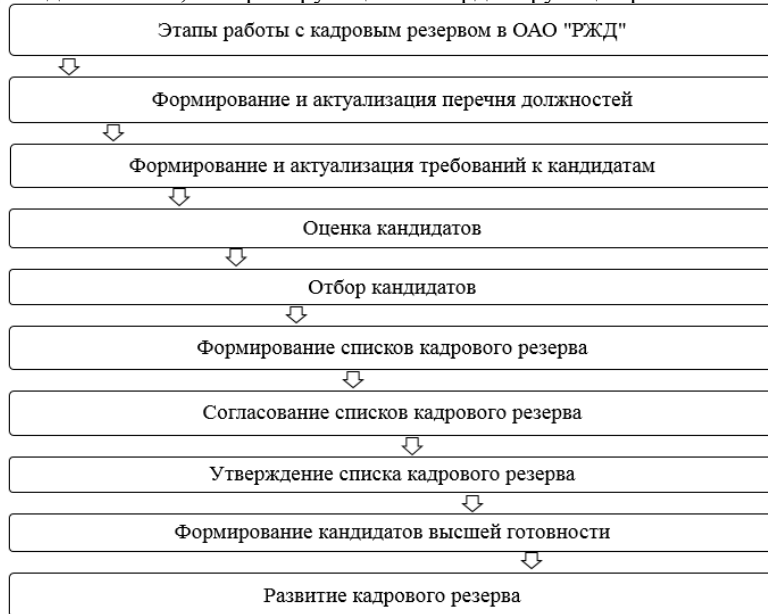 Этапы работы с кадровым резервом в ОАО "РЖД"
Формирование и актуализация перечня должностей
Формирование и актуализация требований к кандидатам
Оценка кандидатов
Отбор кандидатов
Формирование списков кадрового резерва
Согласование списков кадрового резерва
Утверждение списка кадрового резерва
Формирование кандидатов высшей готовности
Развитие кадрового резерва